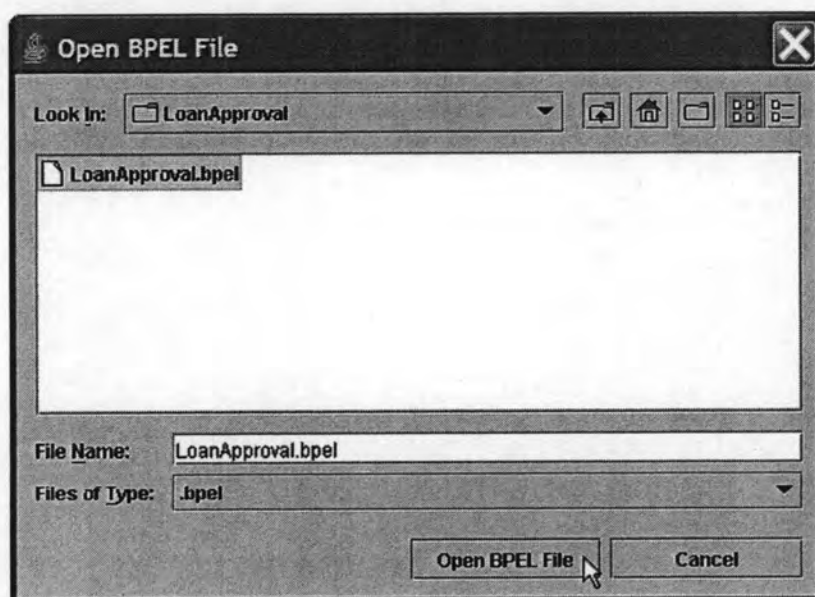 Open BPEL File
Look In: LoanApproval
LoanApproval.bpel
File Name: LoanApproval.bpel
Files of Type: .bpel
Open BPEL File Cancel